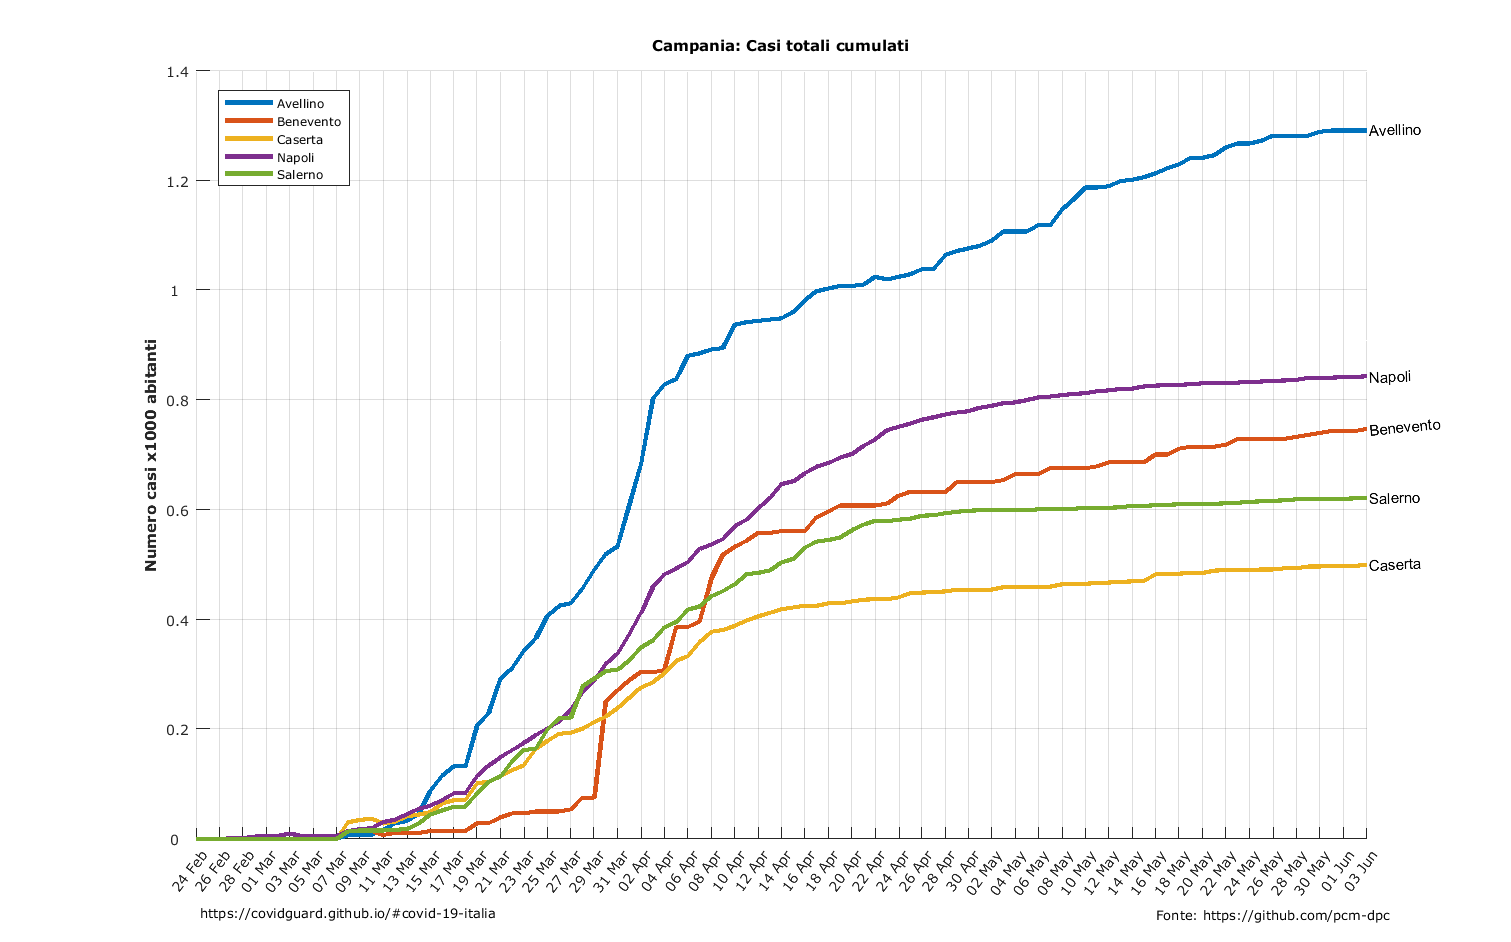 Campania: Casi totali cumulati
Numero casi x1000 abitanti
1.4
1.2
1
0.8
0.6
0.4
0.2
0
Avellino
Benevento
Caserta
Napoli
Salerno
Avellino
Napoli
Benevento
Salerno
Caserta
24 Feb
26 Feb
28 Feb
01 Mar
03 Mar
05 Mar
07 Mar
09 Mar
11 Mar
13 Mar
15 Mar
17 Mar
19 Mar
21 Mar
23 Mar
25 Mar
27 Mar
29 Mar
31 Mar
02 Apr
04 Apr
06 Apr
08 Apr
10 Apr
12 Apr
14 Apr
16 Apr
18 Apr
20 Apr
22 Apr
24 Apr
26 Apr
28 Apr
30 Apr
02 May
04 May
06 May
08 May
10 May
12 May
14 May
16 May
18 May
20 May
22 May
24 May
26 May
28 May
30 May
01 Jun
03 Jun
https://covidguard.github.io/#covid-19-italia
Fonte: https://github.com/pcm-dpc